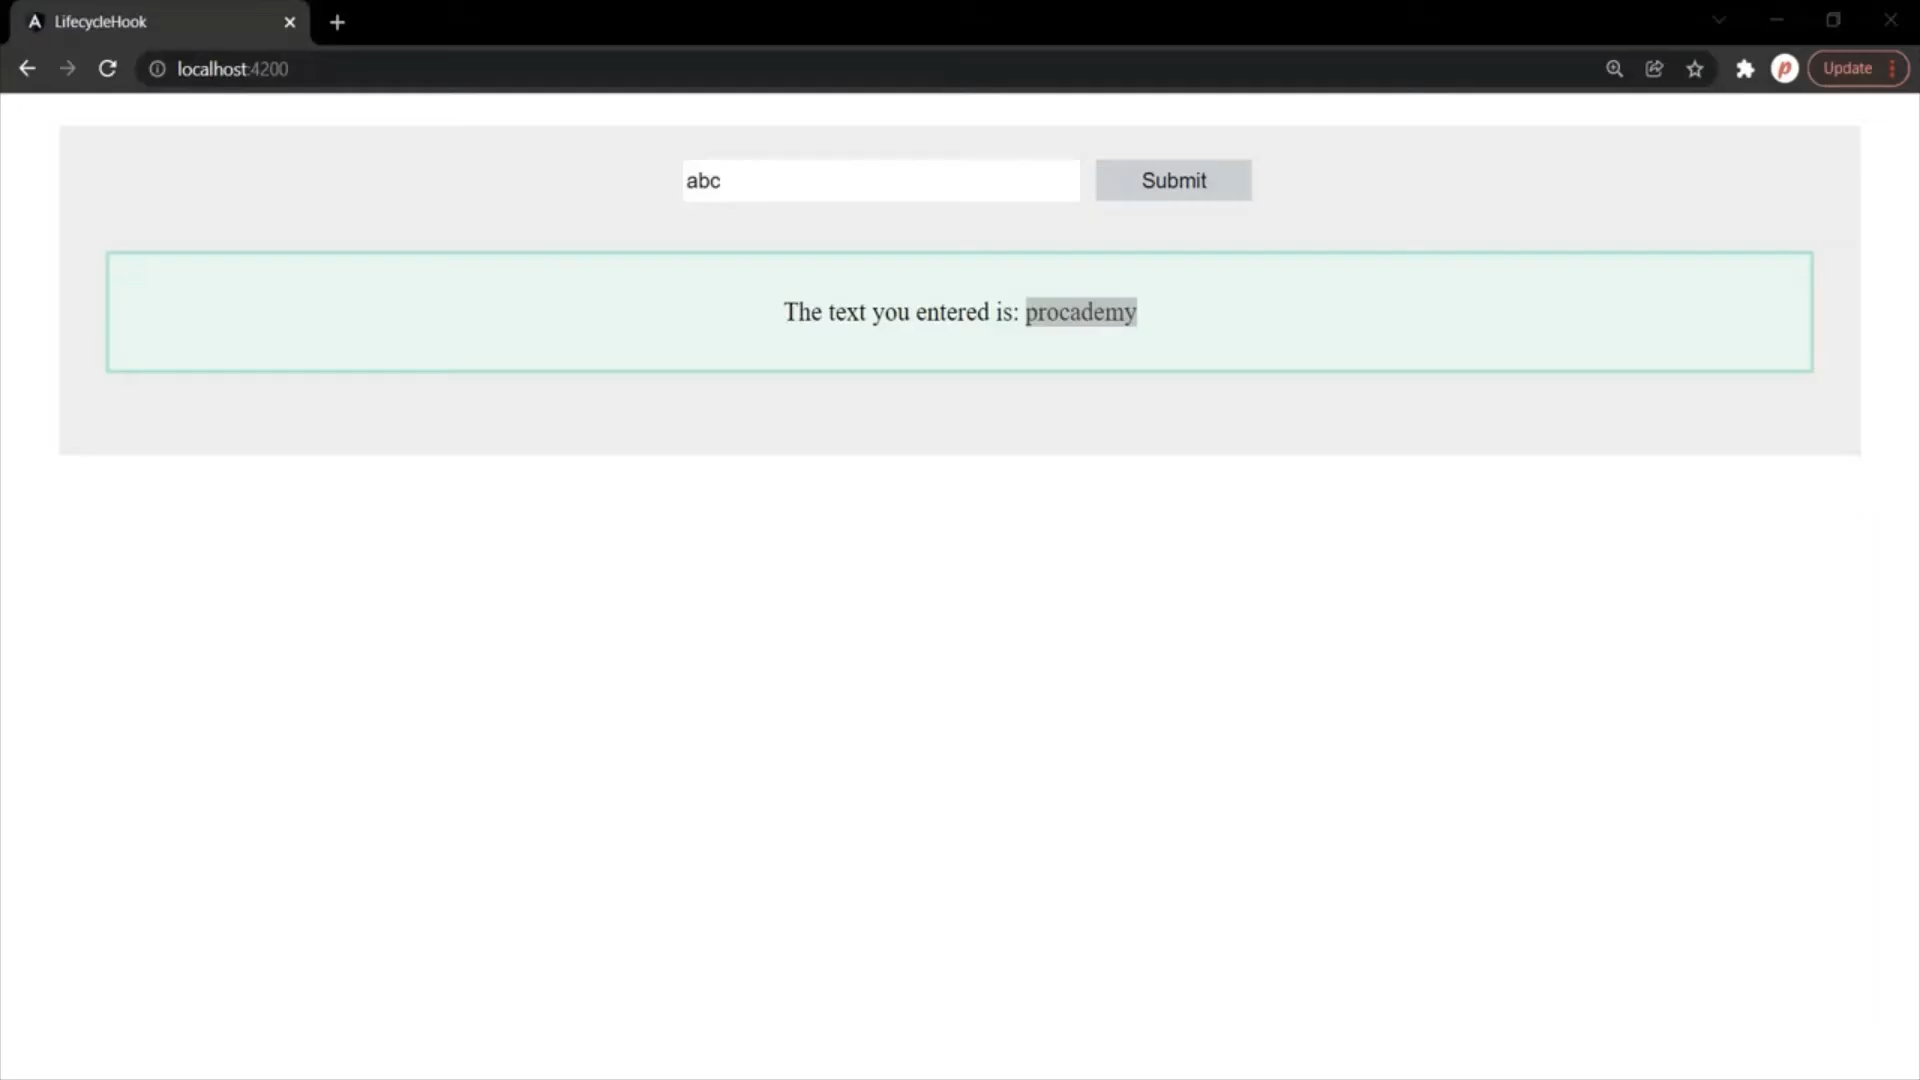 LifecycleHook
localhost:4200
Update
abc
Submit
The text you entered is: procademy